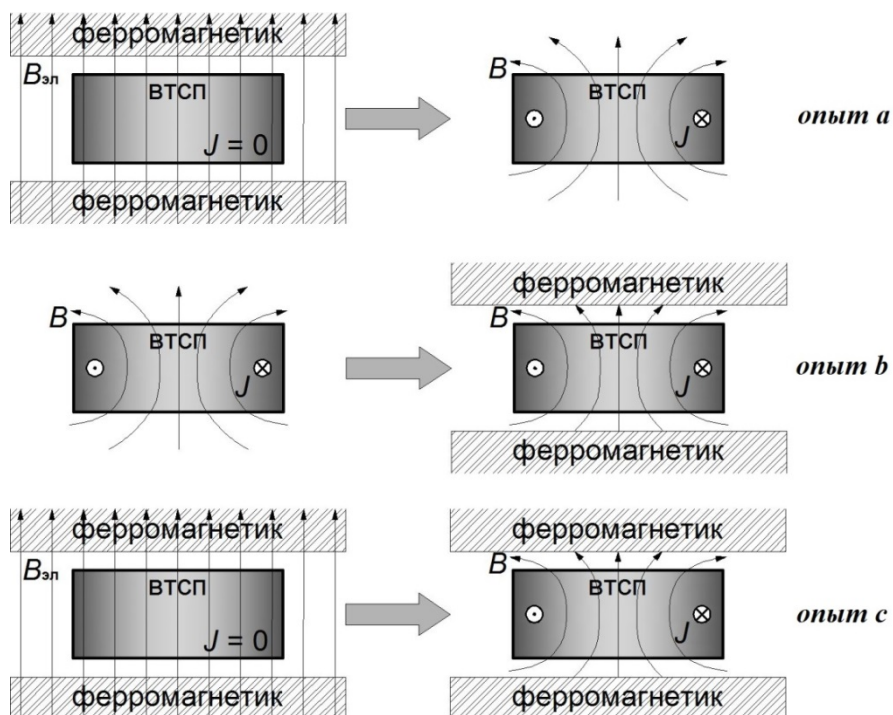 ферромагнетик
Bэл
ВТСП
J = 0
ферромагнетик
B
ВТСП
J
опыт a
B
ВТСП
J
ферромагнетик
B
ВТСП
J
ферромагнетик
опыт b
ферромагнетик
Bэл
ВТСП
J = 0
ферромагнетик
ферромагнетик
B
ВТСП
J
ферромагнетик
опыт c